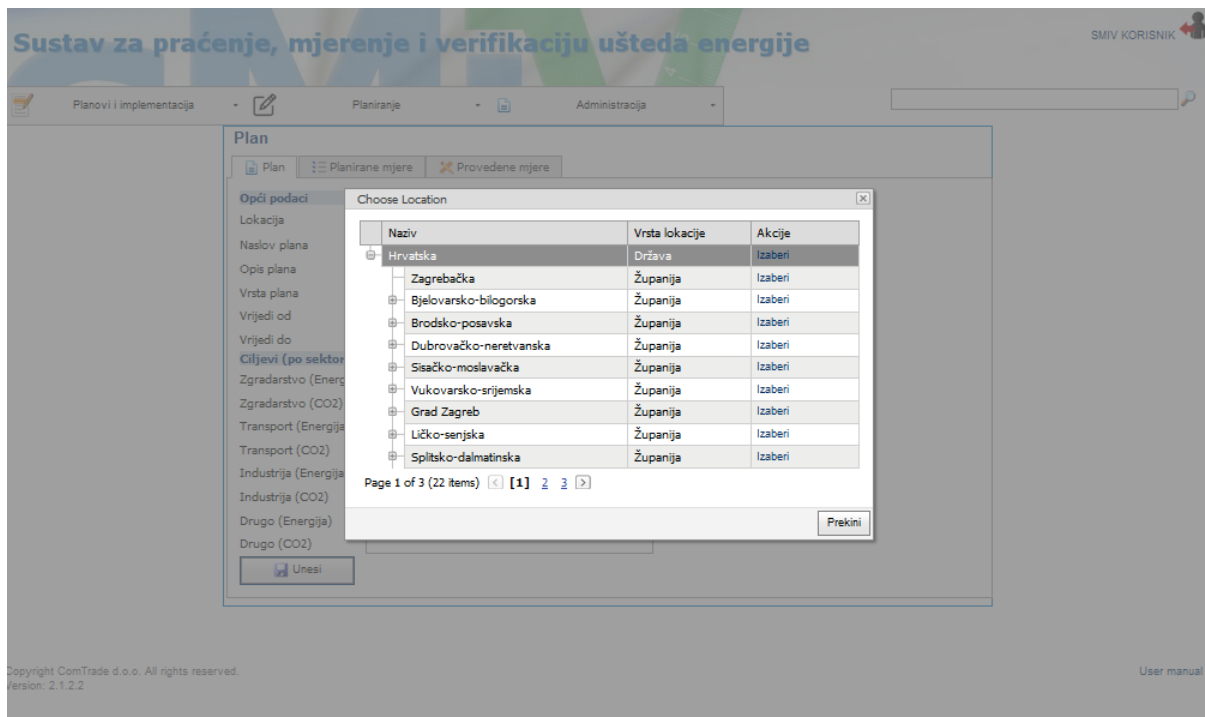 Sustav za praćenje, mjerenje i verifikaciju ušteda energije
SMIV KORISNIK
Planovi i implementacija
Planiranje
Administracija
Plan
Plan
Planirane mjere
Provedene mjere
Opći podaci
Lokacija
Naslov plana
Opis plana
Vrsta plana
Vrijedi od
Vrijedi do
Ciljevi (po sektor
Zgradarstvo (Energ
Zgradarstvo (CO2)
Transport (Energija
Transport (CO2)
Industrija (Energija
Industrija (CO2)
Drugo (Energija)
Drugo (CO2)
Unesi
Choose Location
Naziv Vrsta lokacije Akcije
Hrvatska Država Izaberi
Zagrebačka Županija Izaberi
Bjelovarsko-bilogorska Županija Izaberi
Brodsko-posavska Županija Izaberi
Dubrovačko-neretvanska Županija Izaberi
Sisačko-moslavačka Županija Izaberi
Vukovarsko-srijemska Županija Izaberi
Grad Zagreb Županija Izaberi
Ličko-senjska Županija Izaberi
Splitsko-dalmatinska Županija Izaberi
Page 1 of 3 (22 items) [1] 2 3
Prekini
Copyright ComTrade d.o.o. All rights reserved.
Version: 2.1.2.2
User manual